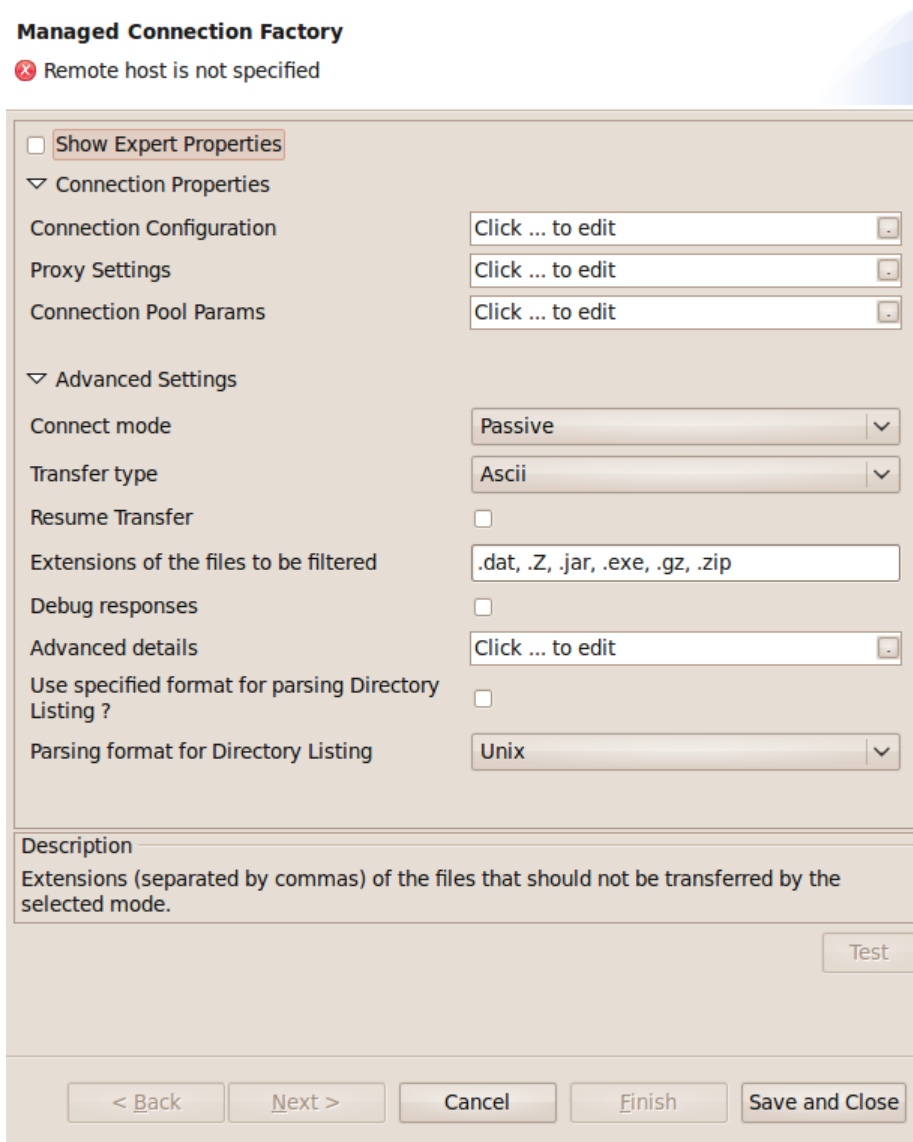 Managed Connection Factory
Remote host is not specified
Show Expert Properties
Connection Properties
Connection Configuration Click ... to edit .
Proxy Settings Click ... to edit .
Connection Pool Params Click ... to edit .
Advanced Settings
Connect mode Passive
Transfer type Ascii
Resume Transfer
Extensions of the files to be filtered .dat, .Z, .jar, .exe, .gz, .zip
Debug responses
Advanced details Click ... to edit .
Use specified format for parsing Directory
Listing ?
Parsing format for Directory Listing Unix
Description
Extensions (separated by commas) of the files that should not be transferred by the
selected mode.
Test
< Back Next > Cancel Finish Save and Close